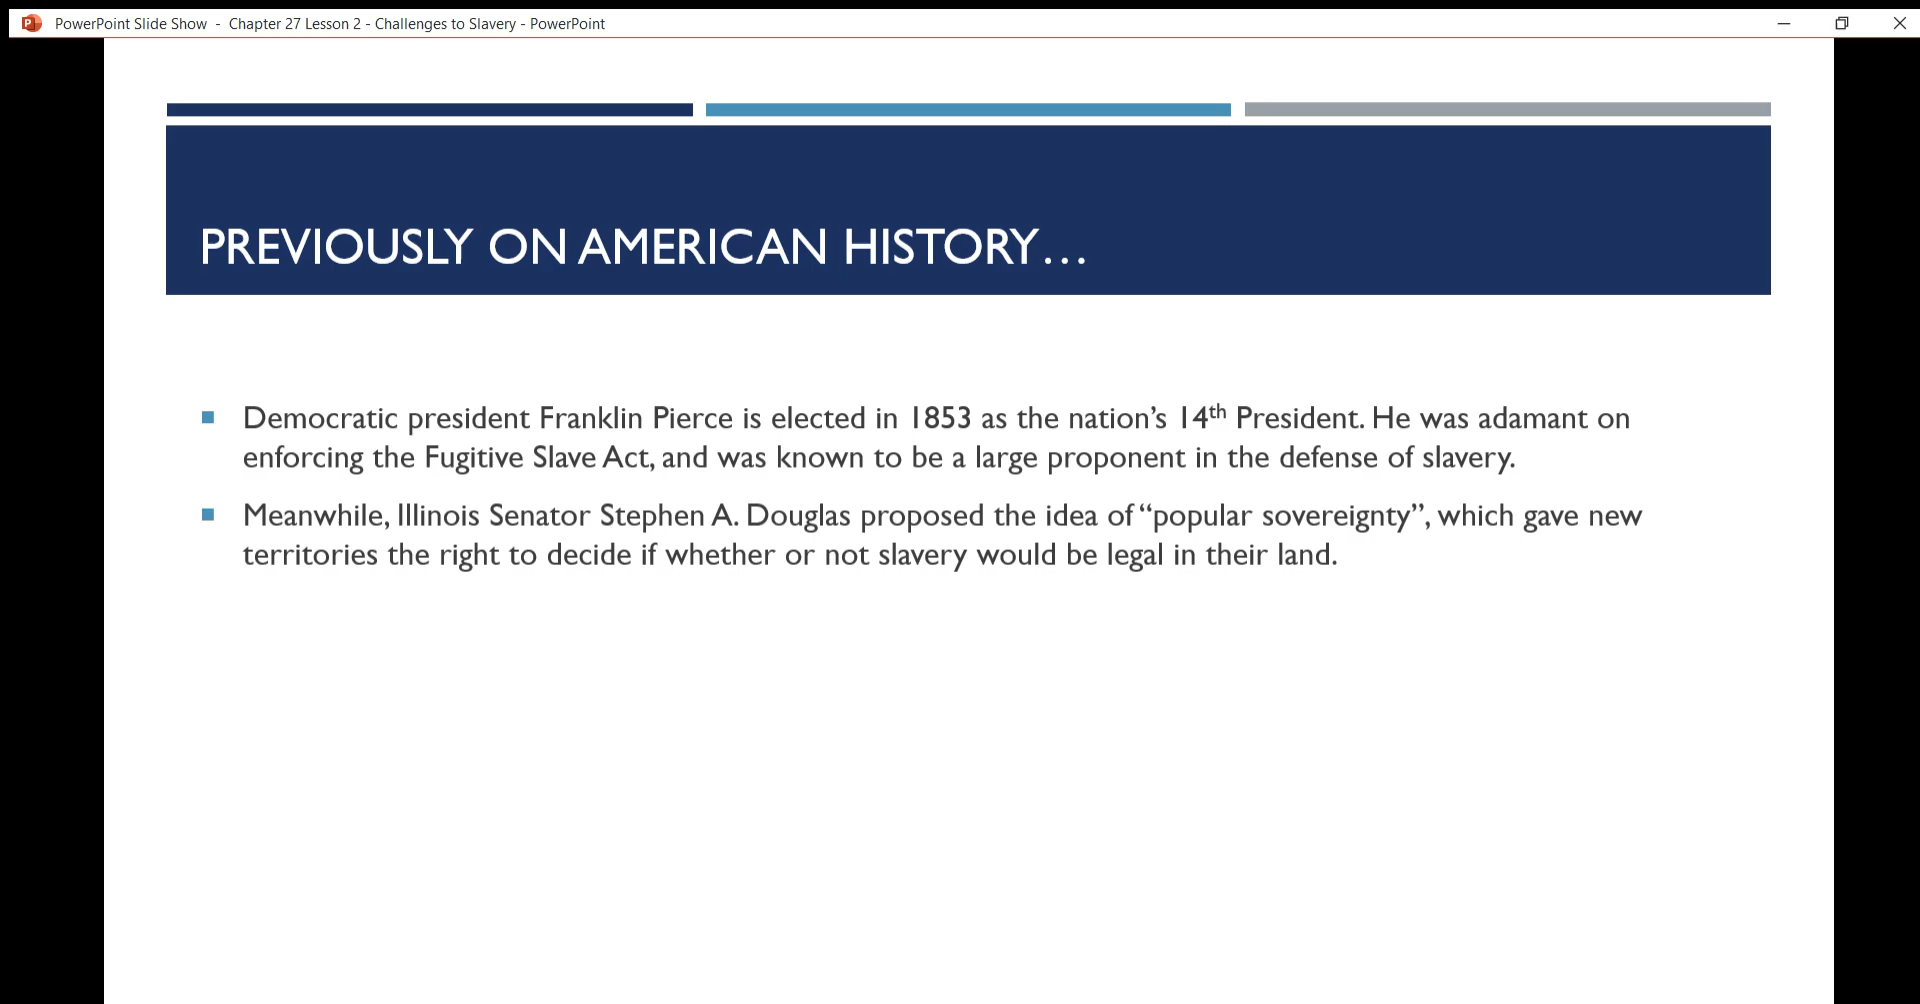 PowerPoint Slide Show - Chapter 27 Lesson 2 - Challenges to Slavery - PowerPoint
PREVIOUSLY ON AMERICAN HISTORY…
Democratic president Franklin Pierce is elected in 1853 as the nation’s 14th President. He was adamant on
enforcing the Fugitive Slave Act, and was known to be a large proponent in the defense of slavery.
Meanwhile, Illinois Senator Stephen A. Douglas proposed the idea of “popular sovereignty”, which gave new
territories the right to decide if whether or not slavery would be legal in their land.